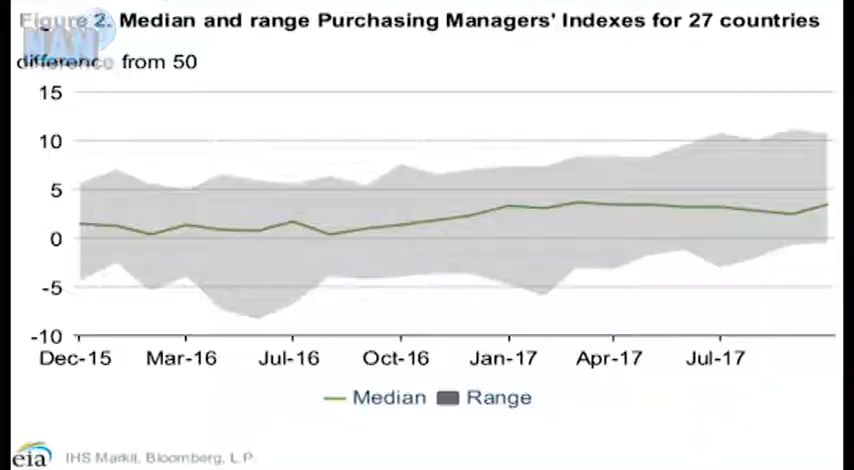 Figure 2. Median and range Purchasing Managers' Indexes for 27 countries
NAN
difference from 50
15
10
5
0
-5
-10
Dec-15 Mar-16 Jul-16 Oct-16 Jan-17 Apr-17 Jul-17
Median Range
eia IHS Markit, Bloomberg, L.P.